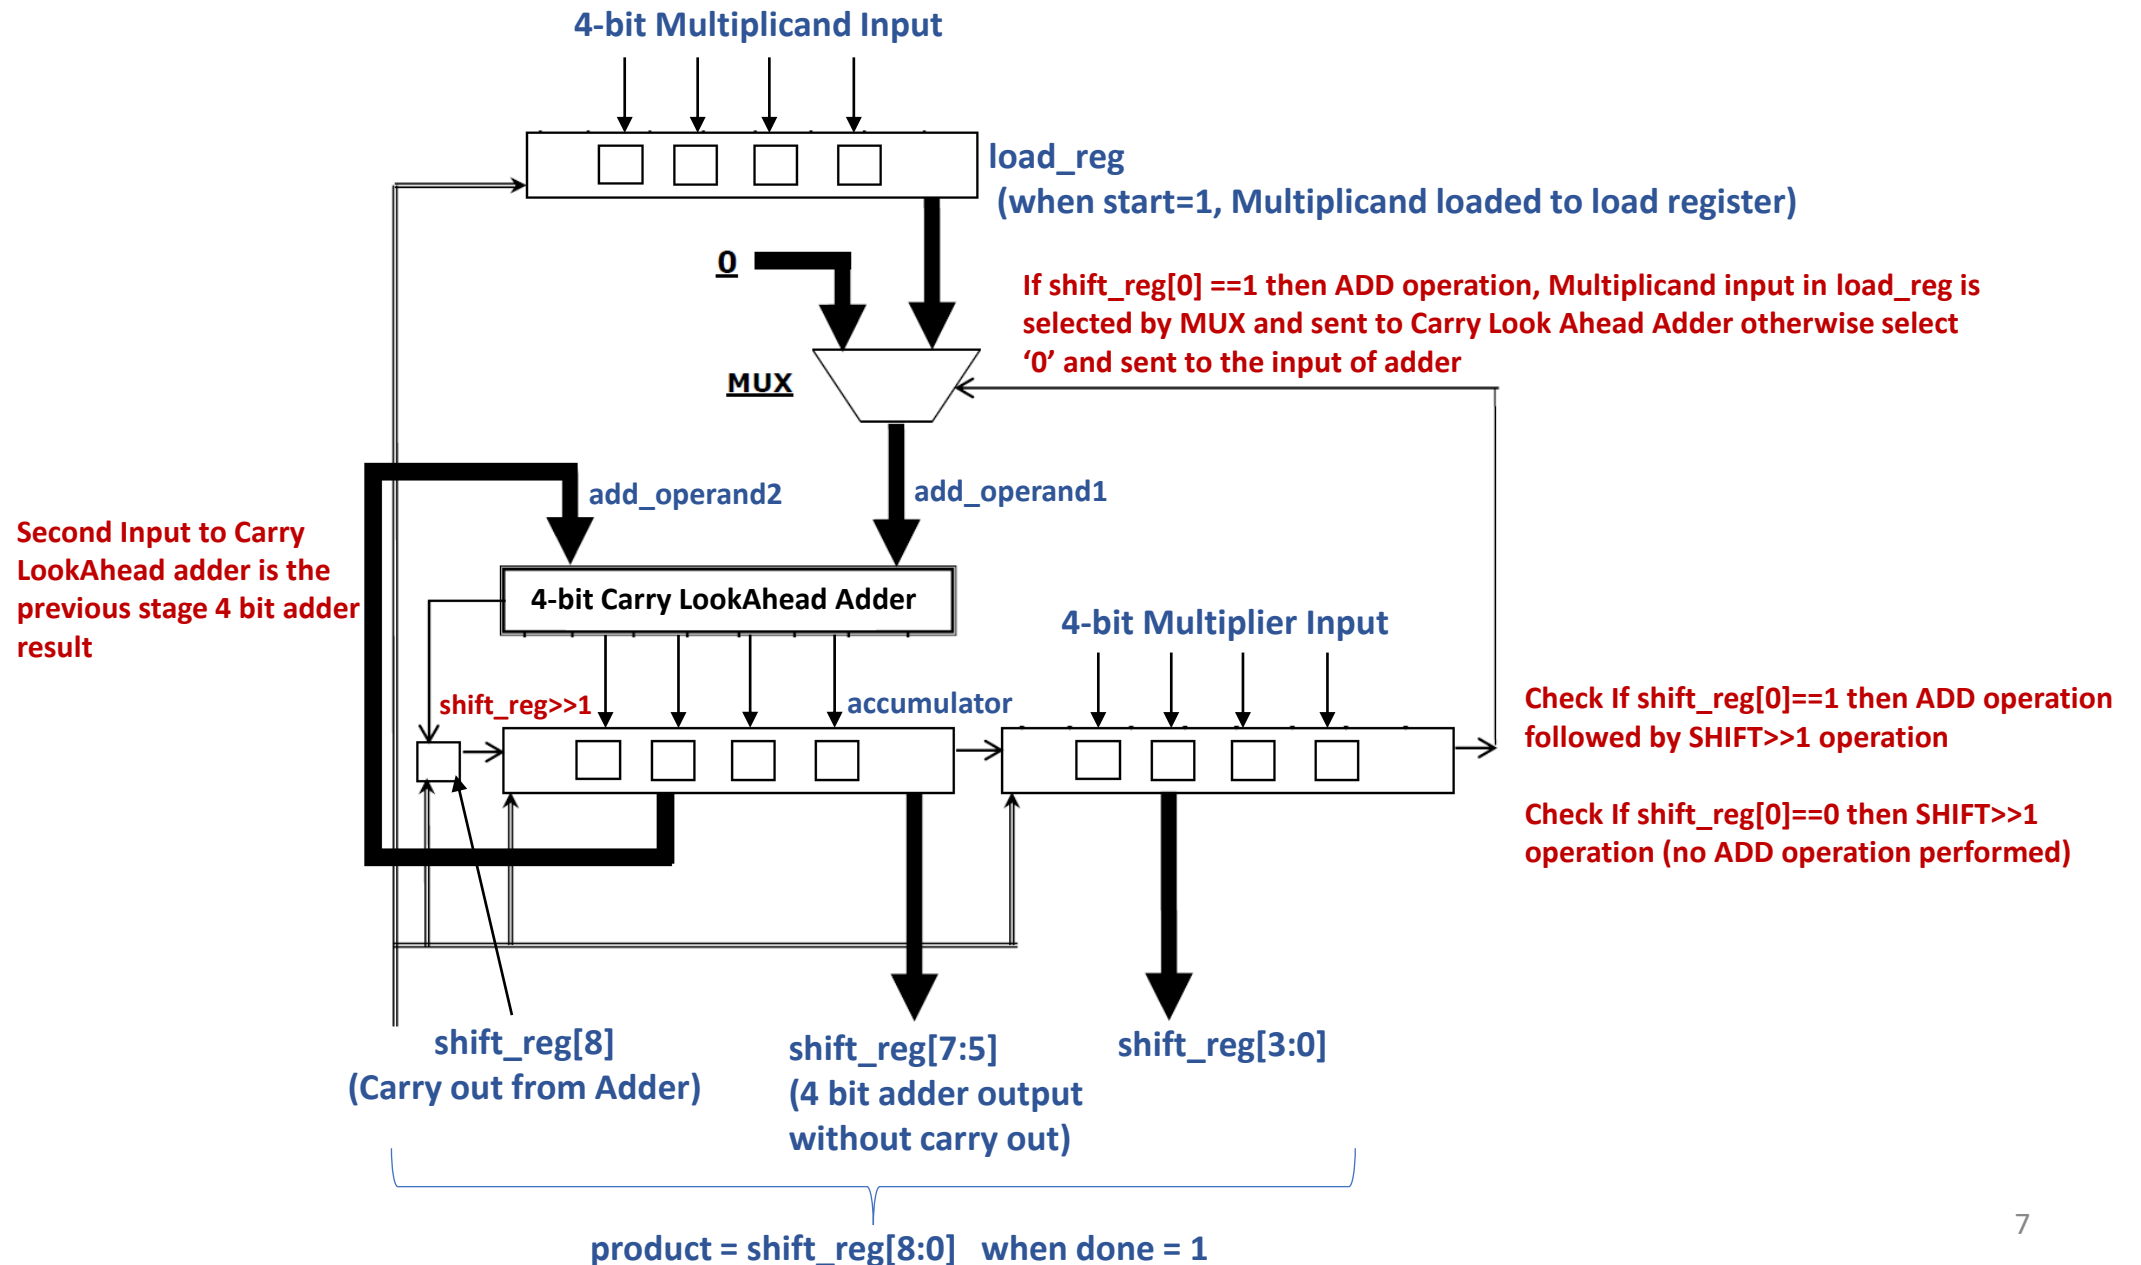 4-bit Multiplicand Input
load_reg
(when start=1, Multiplicand loaded to load register)
0
If shift_reg[0] ==1 then ADD operation, Multiplicand input in load_reg is
selected by MUX and sent to Carry Look Ahead Adder otherwise select
‘0’ and sent to the input of adder
MUX
add_operand2
add_operand1
Second Input to Carry
LookAhead adder is the
previous stage 4 bit adder
result
4-bit Carry LookAhead Adder
4-bit Multiplier Input
shift_reg>>1
accumulator
Check If shift_reg[0]==1 then ADD operation
followed by SHIFT>>1 operation
Check If shift_reg[0]==0 then SHIFT>>1
operation (no ADD operation performed)
shift_reg[8]
(Carry out from Adder)
shift_reg[7:5]
(4 bit adder output
without carry out)
shift_reg[3:0]
product = shift_reg[8:0] when done = 1
7